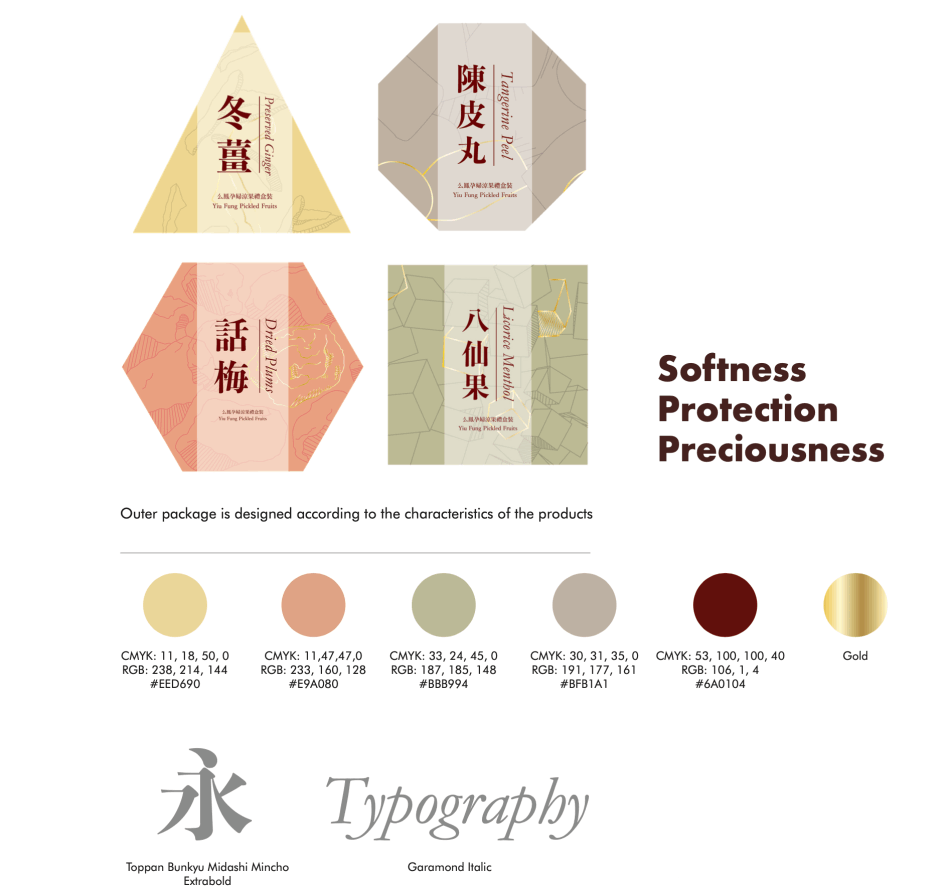 冬薑
Preserved Ginger
么鳳孕婦涼果禮盒裝
Yiu Fung Pickled Fruits
陳皮丸
Tangerine Peel
么鳳孕婦涼果禮盒裝
Yiu Fung Pickled Fruits
話梅
Dried Plums
么鳳孕婦涼果禮盒裝
Yiu Fung Pickled Fruits
八仙果
Licorice Menthol
么鳳孕婦涼果禮盒裝
Yiu Fung Pickled Fruits
Softness
Protection
Preciousness
Outer package is designed according to the characteristics of the products
CMYK: 11, 18, 50, 0
RGB: 238, 214, 144
#EED690
CMYK: 11,47,47,0
RGB: 233, 160, 128
#E9A080
CMYK: 33, 24, 45, 0
RGB: 187, 185, 148
#BBB994
CMYK: 30, 31, 35, 0
RGB: 191, 177, 161
#BFB1A1
CMYK: 53, 100, 100, 40
RGB: 106, 1, 4
#6A0104
Gold
永
Toppan Bunkyu Midashi Mincho
Extrabold
Typography
Garamond Italic